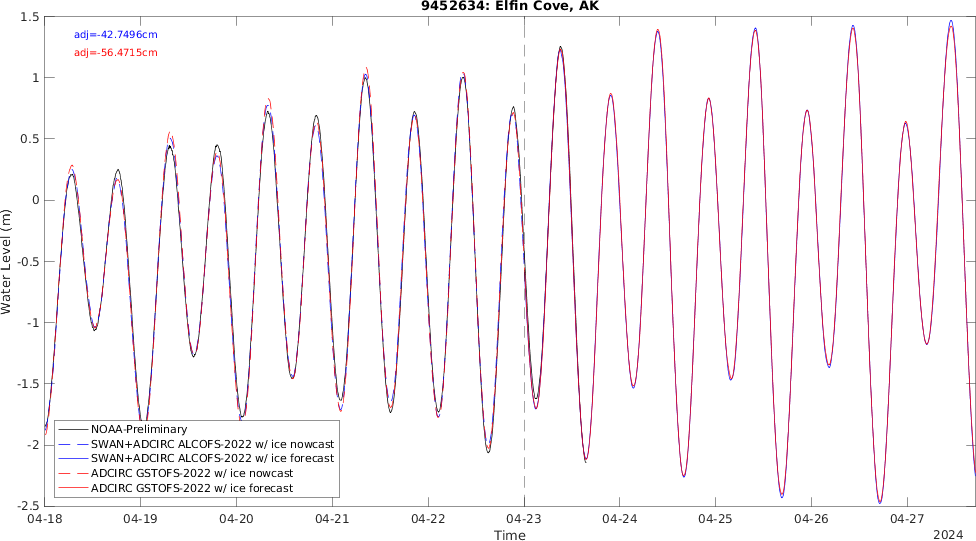 9452634: Elfin Cove, AK
adj=-42.7496cm
adj=-56.4715cm
1.5
1
0.5
0
-0.5
-1
-1.5
-2
-2.5
Water Level (m)
NOAA-Preliminary
SWAN+ADCIRC ALCOFS-2022 w/ ice nowcast
SWAN+ADCIRC ALCOFS-2022 w/ ice forecast
ADCIRC GSTOFS-2022 w/ ice nowcast
ADCIRC GSTOFS-2022 w/ ice forecast
04-18 04-19 04-20 04-21 04-22 04-23 04-24 04-25 04-26 04-27
Time
2024